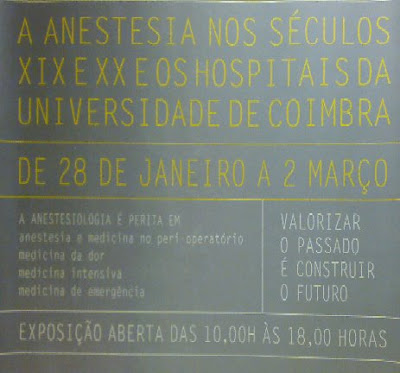 A ANESTESIA NOS SÉCULOS
XIX E XX E OS HOSPITAIS DA
UNIVERSIDADE DE COIMBRA
DE 28 DE JANEIRO A 2 MARÇO
A ANESTESIOLOGIA É PERITA EM
anestesia e medicina no peri-operatório
medicina da dor
medicina intensiva
medicina de emergência
VALORIZAR
O PASSADO
É CONSTRUIR
O FUTURO
EXPOSIÇÃO ABERTA DAS 10,00H ÀS 18,00 HORAS